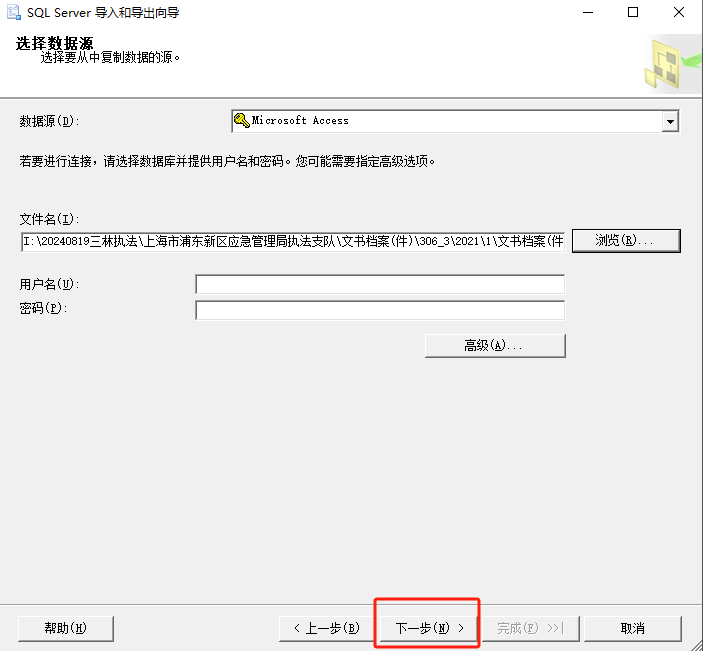 SQL Server 导入和导出向导
选择数据源
选择要从中复制数据的源。
数据源(D):
Microsoft Access
若要进行连接，请选择数据库并提供用户名和密码。您可能需要指定高级选项。
文件名(I):
I:\20240819三林执法\上海市浦东新区应急管理局执法支队\文书档案(件)\306_3\2021\1\文书档案(件
浏览(R)...
用户名(U):
密码(P):
高级(A)...
帮助(H)
< 上一步(B)
下一步(N) >
完成(F) >>|
取消